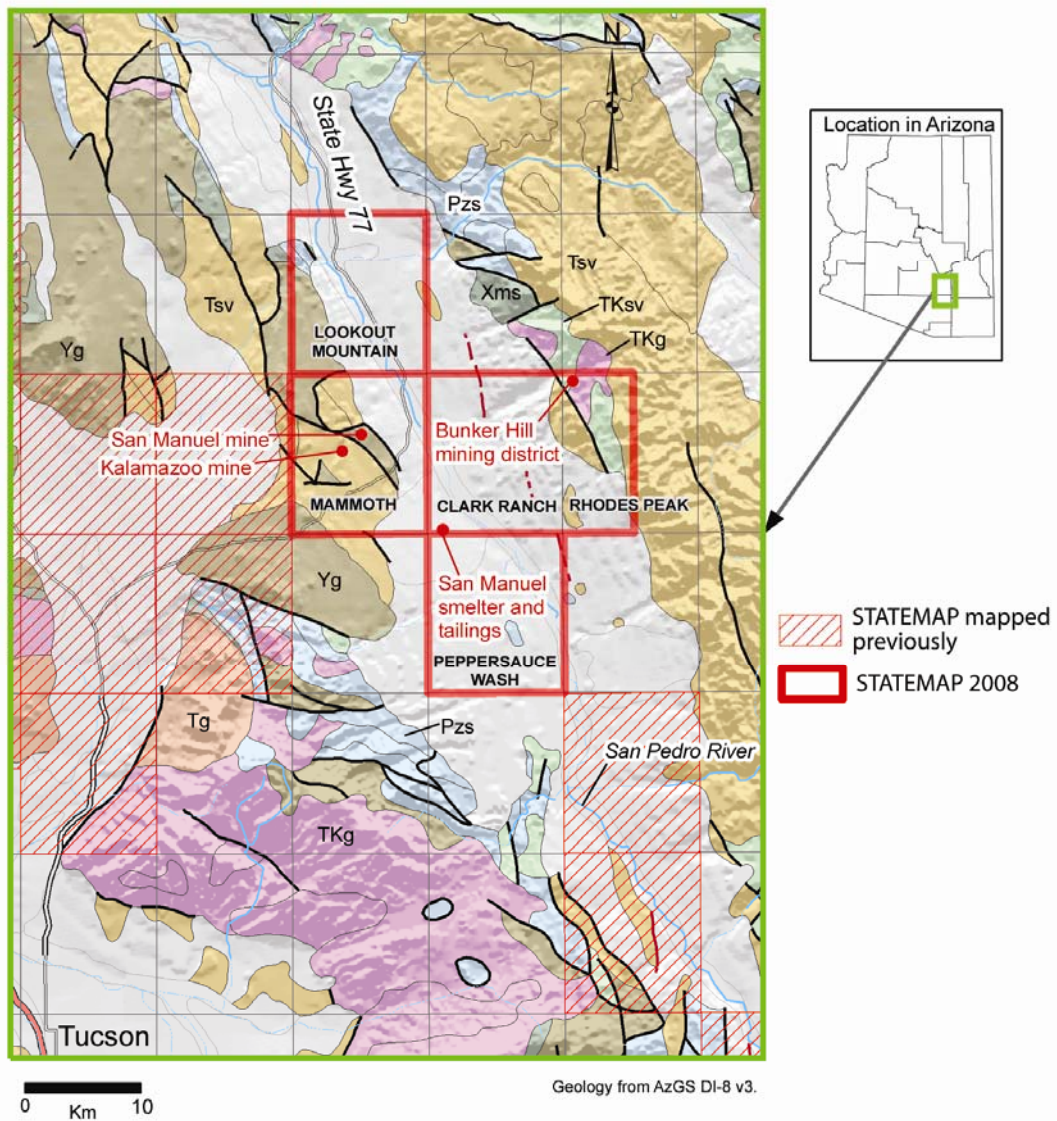 N
State Hwy 77
Pzs
Tsv
Xms
TKsv
TKg
Tsv
Yg
LOOKOUT
MOUNTAIN
San Manuel mine
Kalamazoo mine
Bunker Hill
mining district
MAMMOTH
CLARK RANCH
RHODES PEAK
Yg
San Manuel
smelter and
tailings
PEPPERSAUCE
WASH
Tg
Pzs
San Pedro River
TKg
Tucson
0 10
Km
Geology from AzGS DI-8 v3.
Location in Arizona
STATEMAP mapped
previously
STATEMAP 2008